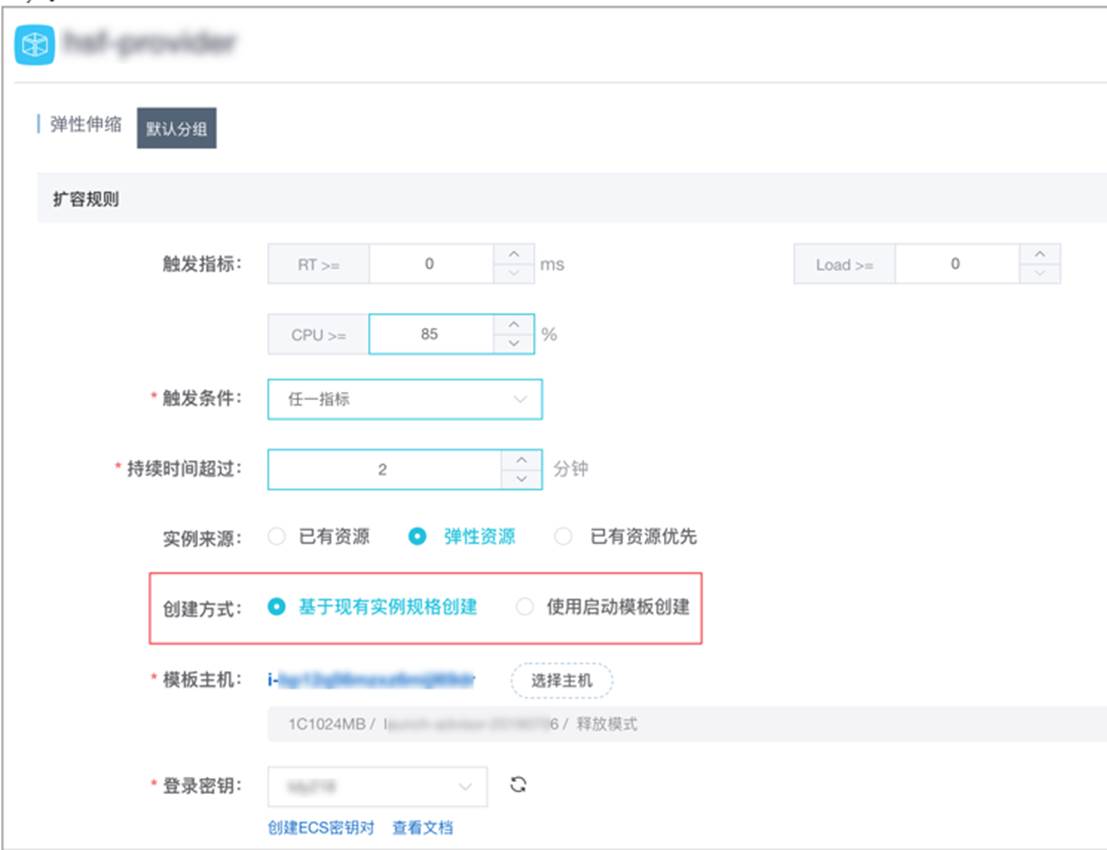 弹性伸缩 默认分组
扩容规则
触发指标： RT >= 0 ms Load >= 0
CPU >= 85 %
* 触发条件： 任一指标
* 持续时间超过： 2 分钟
实例来源： 已有资源 弹性资源 已有资源优先
创建方式： 基于现有实例规格创建 使用启动模板创建
* 模板主机： i- 选择主机
1C1024MB / l 6 / 释放模式
* 登录密钥：
创建ECS密钥对 查看文档